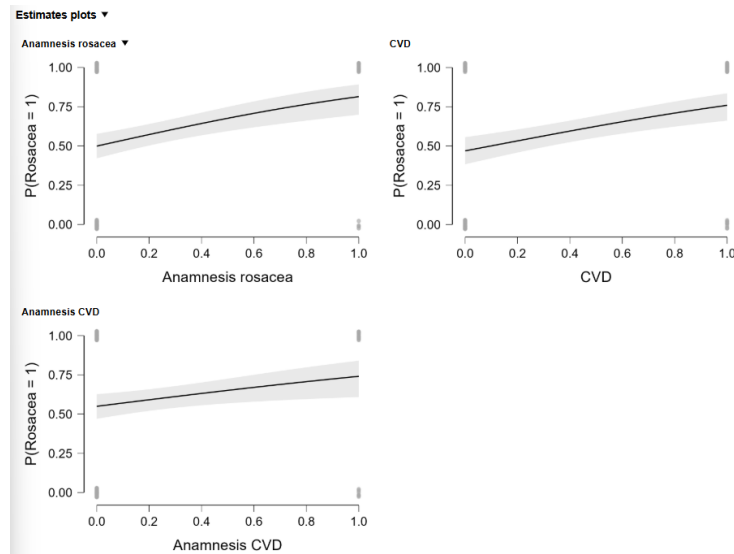 Estimates plots ▼
Anamnesis rosacea ▼
P(Rosacea = 1)
1.00
0.75
0.50
0.25
0.00
0.0 0.2 0.4 0.6 0.8 1.0
Anamnesis rosacea
CVD
P(Rosacea = 1)
1.00
0.75
0.50
0.25
0.00
0.0 0.2 0.4 0.6 0.8 1.0
CVD
Anamnesis CVD
P(Rosacea = 1)
1.00
0.75
0.50
0.25
0.00
0.0 0.2 0.4 0.6 0.8 1.0
Anamnesis CVD